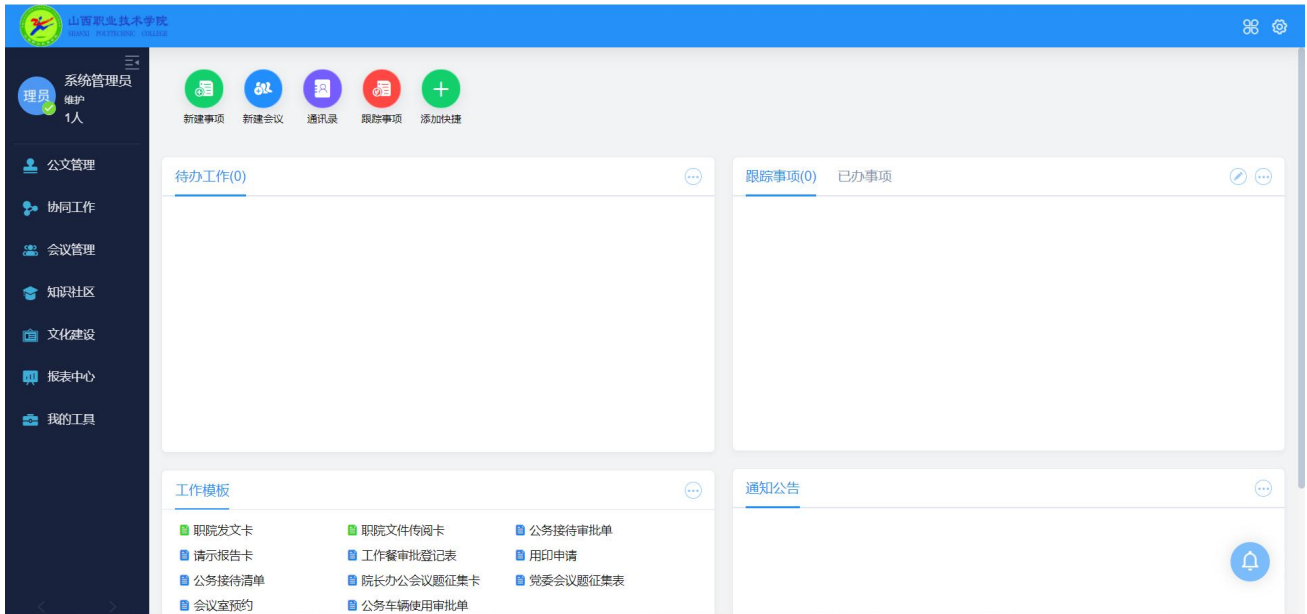 山西职业技术学院
SHANXI POLYTECHNIC COLLEGE
理员
系统管理员
维护
1人
新建事项 新建会议 通讯录 跟踪事项 添加快捷
公文管理
协同工作
会议管理
知识社区
文化建设
报表中心
我的工具
待办工作(0)
跟踪事项(0) 已办事项
工作模板
职院发文卡 职院文件传阅卡 公务接待审批单
请示报告卡 工作餐审批登记表 用印申请
公务接待清单 院长办公会议题征集卡 党委会议题征集表
会议室预约 公务车辆使用审批单
通知公告